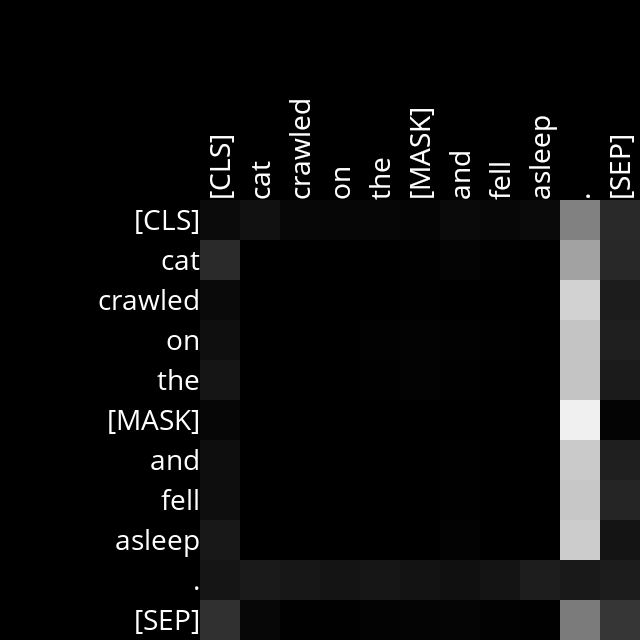 [CLS] cat crawled on the [MASK] and fell asleep . [SEP]
[CLS]
cat
crawled
on
the
[MASK]
and
fell
asleep
.
[SEP]